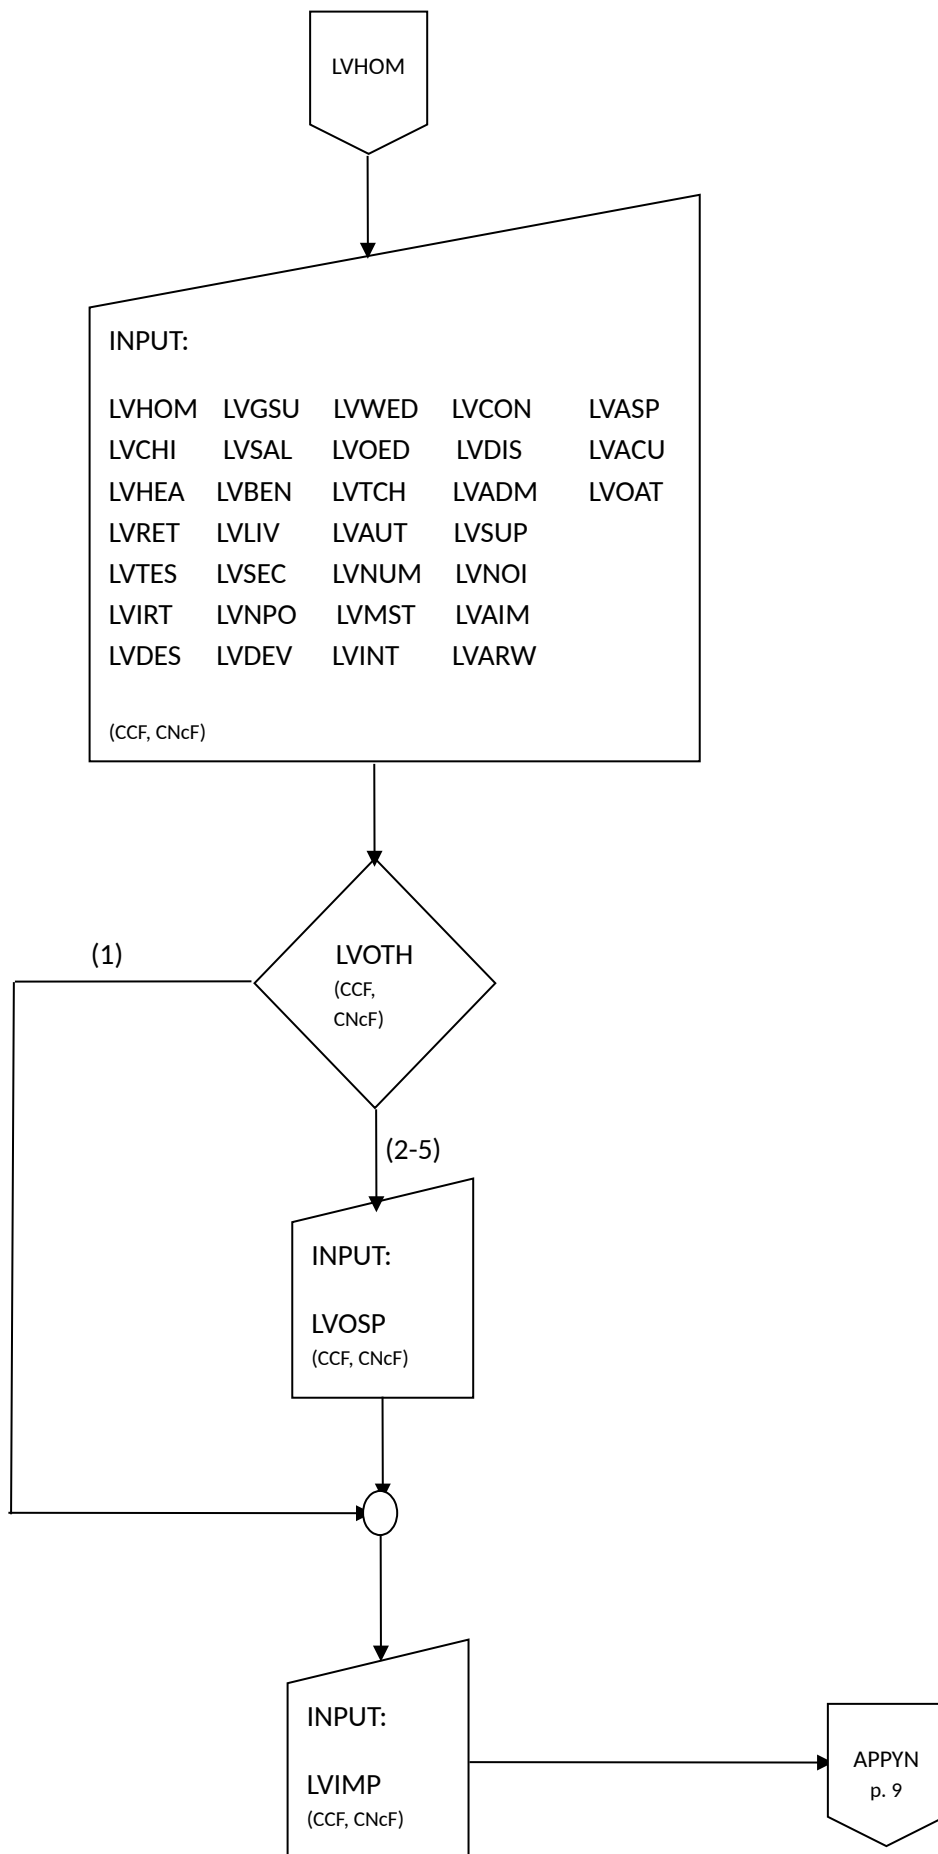 LVHOM
INPUT:
LVHOM LVGSU LVWED LVCON LVASP
LVCHI LVSAL LVOED LVDIS LVACU
LVHEA LVBEN LVTCH LVADM LVOAT
LVRET LVLIV LVAUT LVSUP
LVTES LVSEC LVNUM LVNOI
LVIRT LVNPO LVMST LVAIM
LVDES LVDEV LVINT LVARW
(CCF, CNcF)
LVOTH
(CCF,
CNcF)
(1)
(2-5)
INPUT:
LVOSP
(CCF, CNcF)
INPUT:
LVIMP
(CCF, CNcF)
APPYN
p. 9